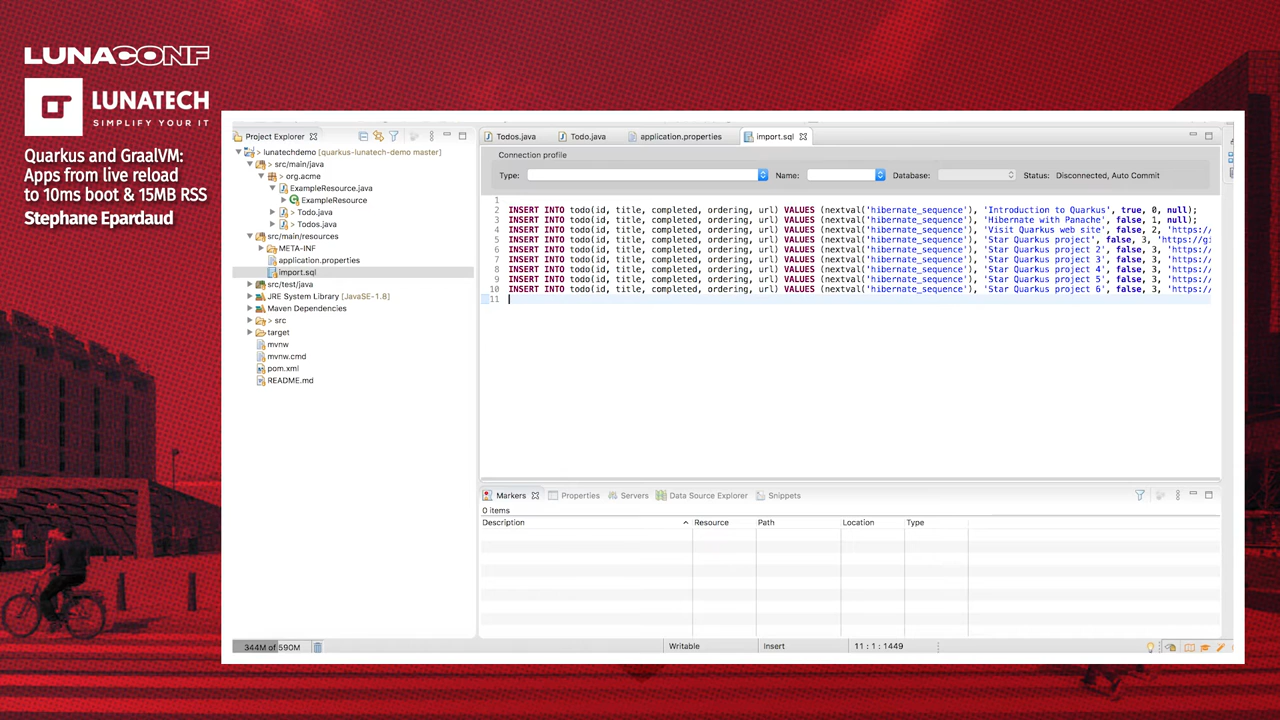 LUNACONF
LUNATECH
SIMPLIFY YOUR IT
Quarkus and GraalVM:
Apps from live reload
to 10ms boot & 15MB RSS
Stephane Epardaud
Project Explorer
lunatechdemo [quarkus-lunatech-demo master]
src/main/java
> org.acme
ExampleResource.java
ExampleResource
> Todo.java
> Todos.java
src/main/resources
META-INF
application.properties
import.sql
src/test/java
JRE System Library [JavaSE-1.8]
Maven Dependencies
> src
target
mvnw
mvnw.cmd
pom.xml
README.md
344M of 590M
Todos.java
Todo.java
application.properties
import.sql
Connection profile
Type:
Name:
Database:
Status:
Disconnected, Auto Commit
1
2 INSERT INTO todo(id, title, completed, ordering, url) VALUES (nextval('hibernate_sequence'), 'Introduction to Quarkus', true, 0, null);
3 INSERT INTO todo(id, title, completed, ordering, url) VALUES (nextval('hibernate_sequence'), 'Hibernate with Panache', false, 1, null);
4 INSERT INTO todo(id, title, completed, ordering, url) VALUES (nextval('hibernate_sequence'), 'Visit Quarkus web site', false, 2, 'https://
5 INSERT INTO todo(id, title, completed, ordering, url) VALUES (nextval('hibernate_sequence'), 'Star Quarkus project', false, 3, 'https://gi
6 INSERT INTO todo(id, title, completed, ordering, url) VALUES (nextval('hibernate_sequence'), 'Star Quarkus project 2', false, 3, 'https://
7 INSERT INTO todo(id, title, completed, ordering, url) VALUES (nextval('hibernate_sequence'), 'Star Quarkus project 3', false, 3, 'https://
8 INSERT INTO todo(id, title, completed, ordering, url) VALUES (nextval('hibernate_sequence'), 'Star Quarkus project 4', false, 3, 'https://
9 INSERT INTO todo(id, title, completed, ordering, url) VALUES (nextval('hibernate_sequence'), 'Star Quarkus project 5', false, 3, 'https://
10 INSERT INTO todo(id, title, completed, ordering, url) VALUES (nextval('hibernate_sequence'), 'Star Quarkus project 6', false, 3, 'https://
11
Markers
Properties
Servers
Data Source Explorer
Snippets
0 items
Description
Resource
Path
Location
Type
Writable
Insert
11 : 1 : 1449